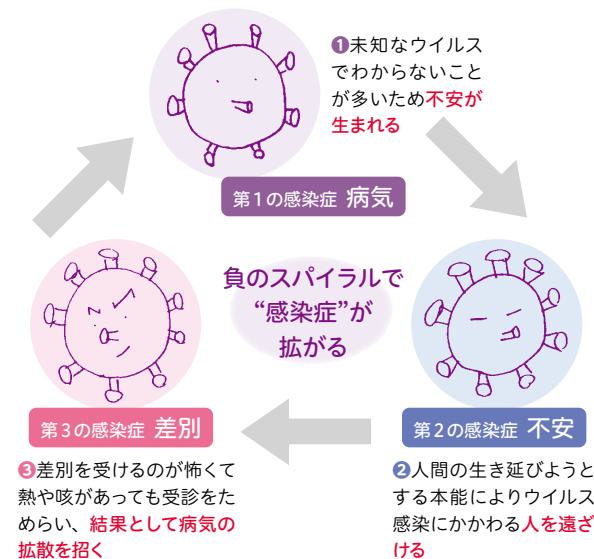 ❶未知なウイルス
でわからないこと
が多いため不安が
生まれる
第1の感染症 病気
負のスパイラルで
“感染症”が
拡がる
第2の感染症 不安
❷人間の生き延びようと
する本能によりウイルス
感染にかかわる人を遠ざ
ける
第3の感染症 差別
❸差別を受けるのが怖くて
熱や咳があっても受診をた
めらい、結果として病気の
拡散を招く